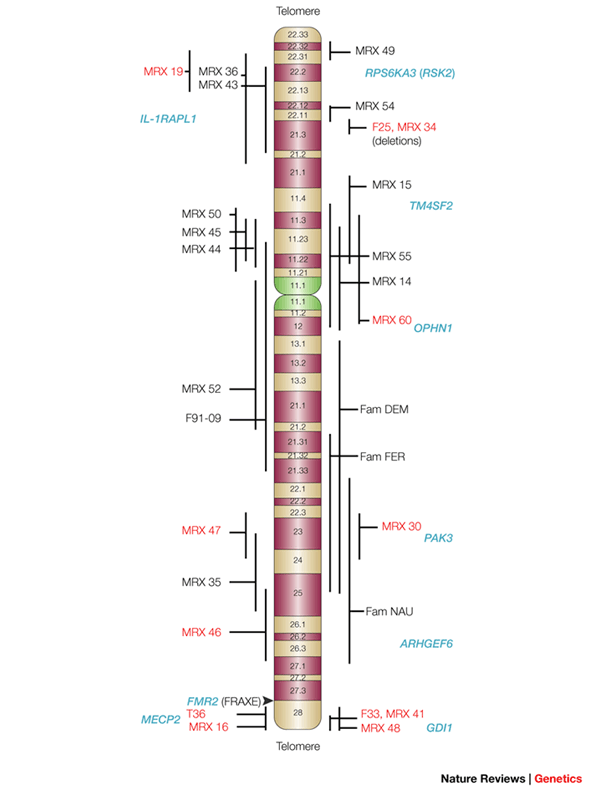 Telomere
22.33
22.32
22.31
22.2
22.13
22.12
22.11
21.3
21.2
21.1
11.4
11.3
11.23
11.22
11.21
11.1
11.1
11.2
12
13.1
13.2
13.3
21.1
21.2
21.31
21.32
21.33
22.1
22.2
22.3
23
24
25
26.1
26.2
26.3
27.1
27.2
27.3
28
Telomere
MRX 19
MRX 36
MRX 43
IL-1RAPL1
MRX 50
MRX 45
MRX 44
MRX 52
F91-09
MRX 47
MRX 35
MRX 46
FMR2 (FRAXE)
MECP2
T36
MRX 16
MRX 49
RPS6KA3 (RSK2)
MRX 54
F25, MRX 34
(deletions)
MRX 15
TM4SF2
MRX 55
MRX 14
MRX 60
OPHN1
Fam DEM
Fam FER
MRX 30
PAK3
Fam NAU
ARHGEF6
F33, MRX 41
MRX 48
GDI1
Nature Reviews | Genetics